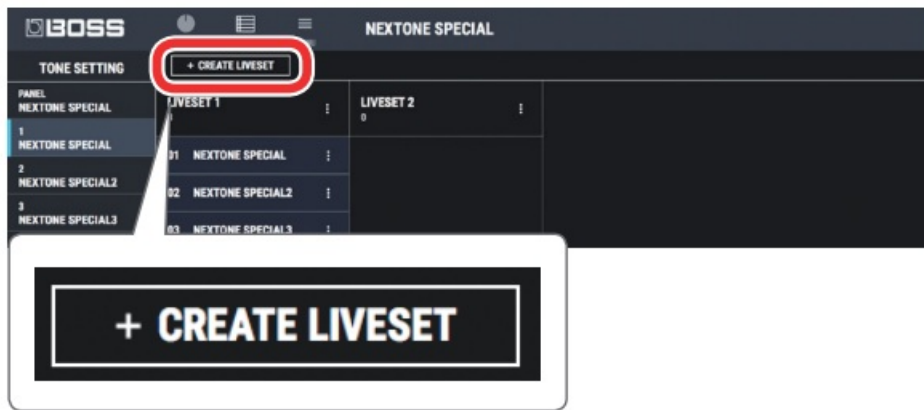 BOSS
NEXTONE SPECIAL
TONE SETTING
+ CREATE LIVESET
PANEL
NEXTONE SPECIAL
1
NEXTONE SPECIAL
2
NEXTONE SPECIAL2
3
NEXTONE SPECIAL3
LIVESET 1
01 NEXTONE SPECIAL
02 NEXTONE SPECIAL2
03 NEXTONE SPECIAL3
LIVESET 2
0
+ CREATE LIVESET